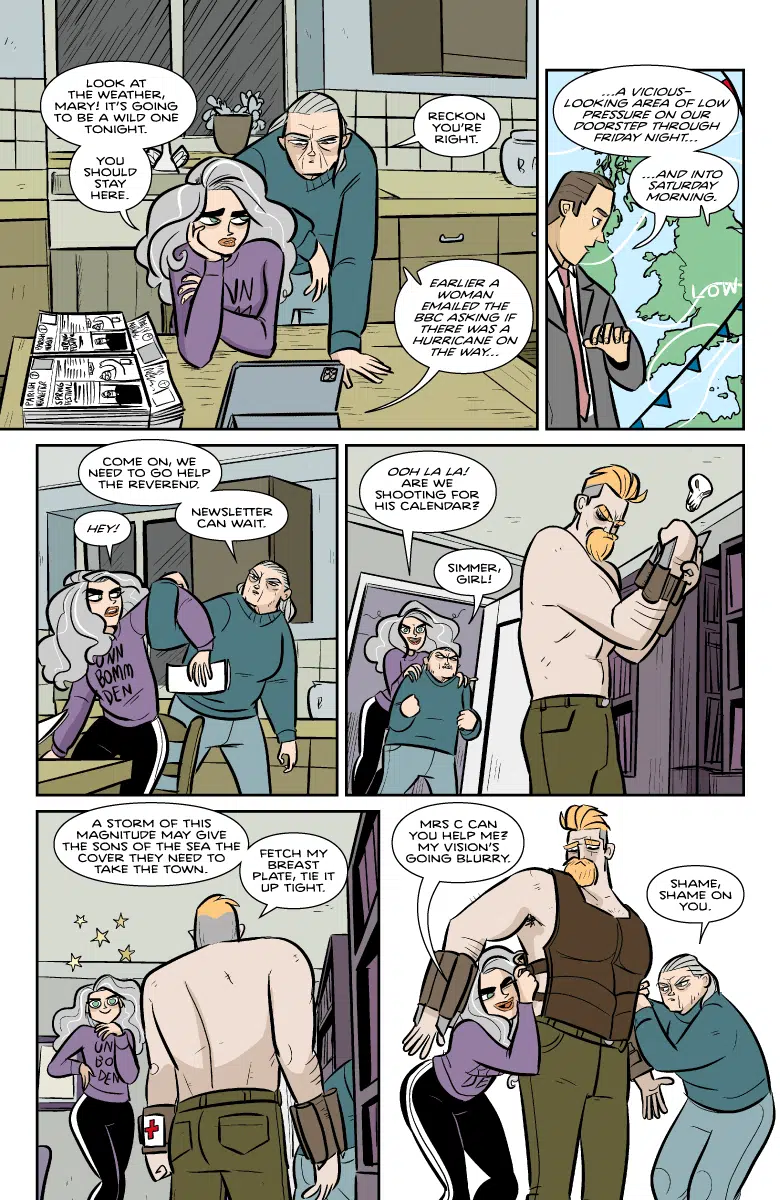 LOOK AT
THE WEATHER,
MARY! IT'S GOING
TO BE A WILD ONE
TONIGHT.
YOU
SHOULD
STAY
HERE.
RECKON
YOU'RE
RIGHT.
EARLIER A
WOMAN
EMAILED THE
BBC ASKING IF
THERE WAS A
HURRICANE ON
THE WAY...
PARISH
NEWSLETTER
SPRING
FESTIVAL
...A VICIOUS-
LOOKING AREA OF LOW
PRESSURE ON OUR
DOORSTEP THROUGH
FRIDAY NIGHT...
...AND INTO
SATURDAY
MORNING.
LOW
COME ON, WE
NEED TO GO HELP
THE REVEREND.
HEY!
NEWSLETTER
CAN WAIT.
UNN
BOMM
DEN
B
OOH LA LA!
ARE WE
SHOOTING FOR
HIS CALENDAR?
SIMMER,
GIRL!
A STORM OF THIS
MAGNITUDE MAY GIVE
THE SONS OF THE SEA THE
COVER THEY NEED TO
TAKE THE TOWN.
FETCH MY
BREAST
PLATE, TIE IT
UP TIGHT.
UN
BO
DEN
MRS C CAN
YOU HELP ME?
MY VISION'S
GOING BLURRY.
SHAME,
SHAME ON
YOU.